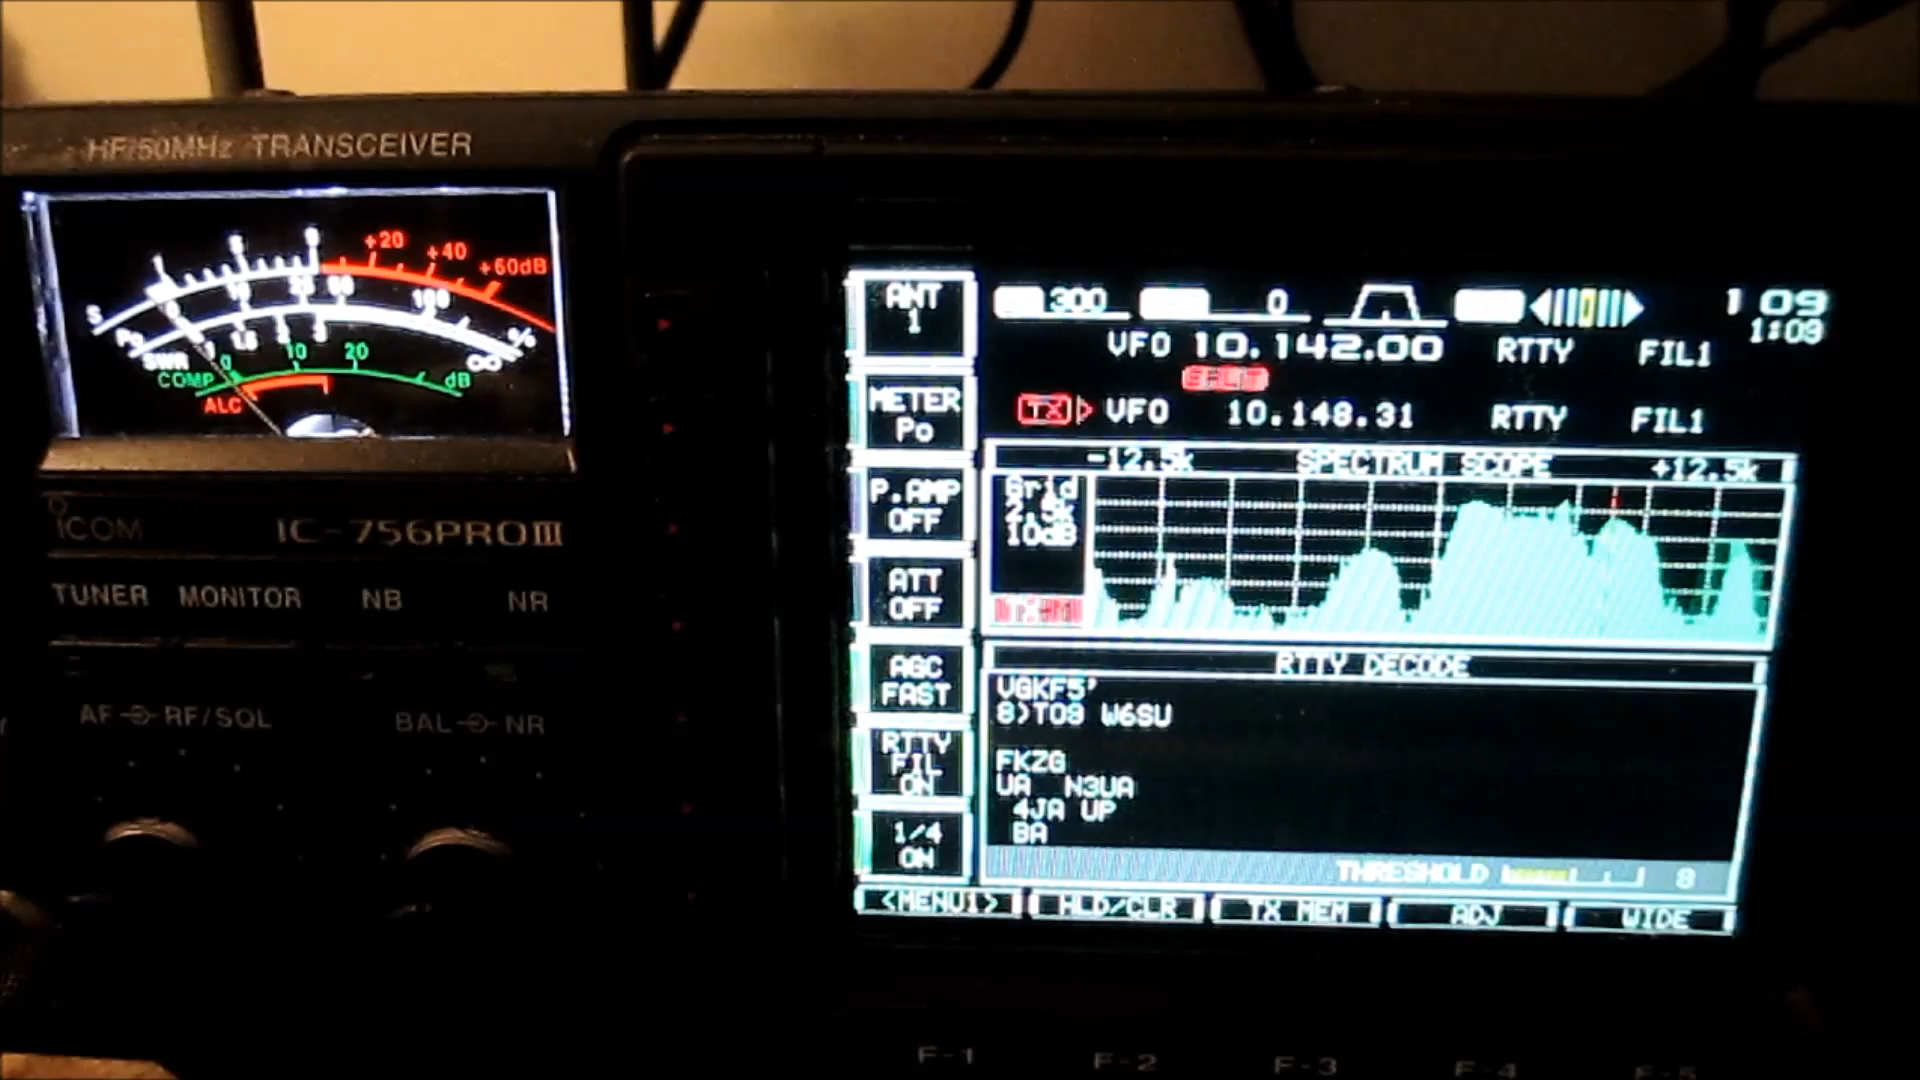 HF/50MHz TRANSCEIVER
+20 +40 +60dB
S
Po
SWR
COMP 0 10 20 dB
ALC
100 %
∞
ICOM IC-756PROIII
TUNER MONITOR NB NR
AF RF/SQL BAL NR
ANT
1
METER
Po
P.AMP
OFF
ATT
OFF
AGC
FAST
RTTY
FIL
ON
1/4
ON
300 0
1 09
1:09
VFO 10.142.00 RTTY FIL1
SPLIT
TX VFO 10.148.31 RTTY FIL1
-12.5k SPECTRUM SCOPE +12.5k
Grid
2.5k
10dB
RTTY DECODE
VGKF5'
8)TO9 W6SU
FKZG
UA N3UA
4JA UP
BA
THRESHOLD 8
<MENU1> HLD/CLR TX MEM ADJ WIDE
F-1 F-2 F-3 F-4 F-5